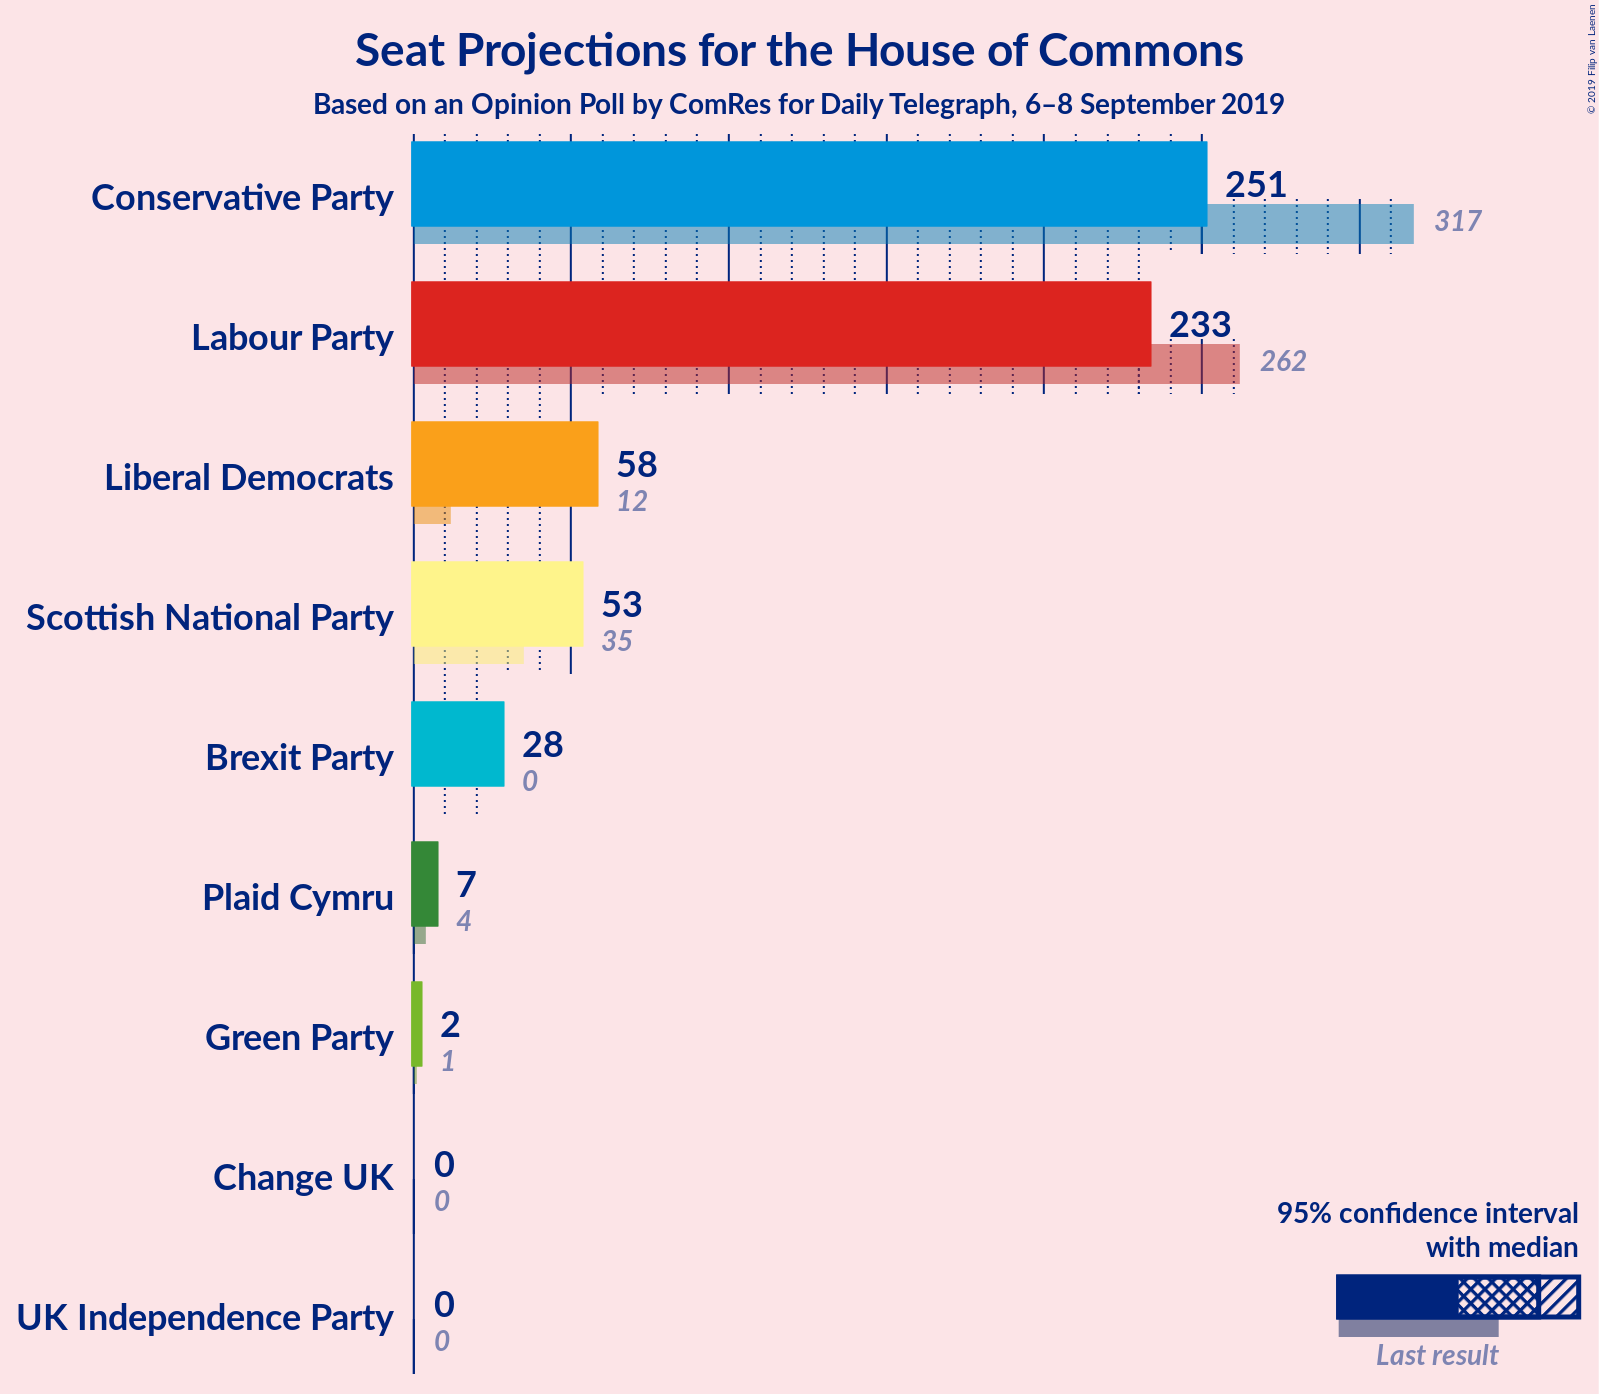 Seat Projections for the House of Commons
Based on an Opinion Poll by ComRes for Daily Telegraph, 6–8 September 2019
© 2019 Filip van Laenen
Conservative Party
251
317
Labour Party
233
262
Liberal Democrats
58
12
Scottish National Party
53
35
Brexit Party
28
0
Plaid Cymru
7
4
Green Party
2
1
Change UK
0
0
UK Independence Party
0
0
95% confidence interval
with median
Last result